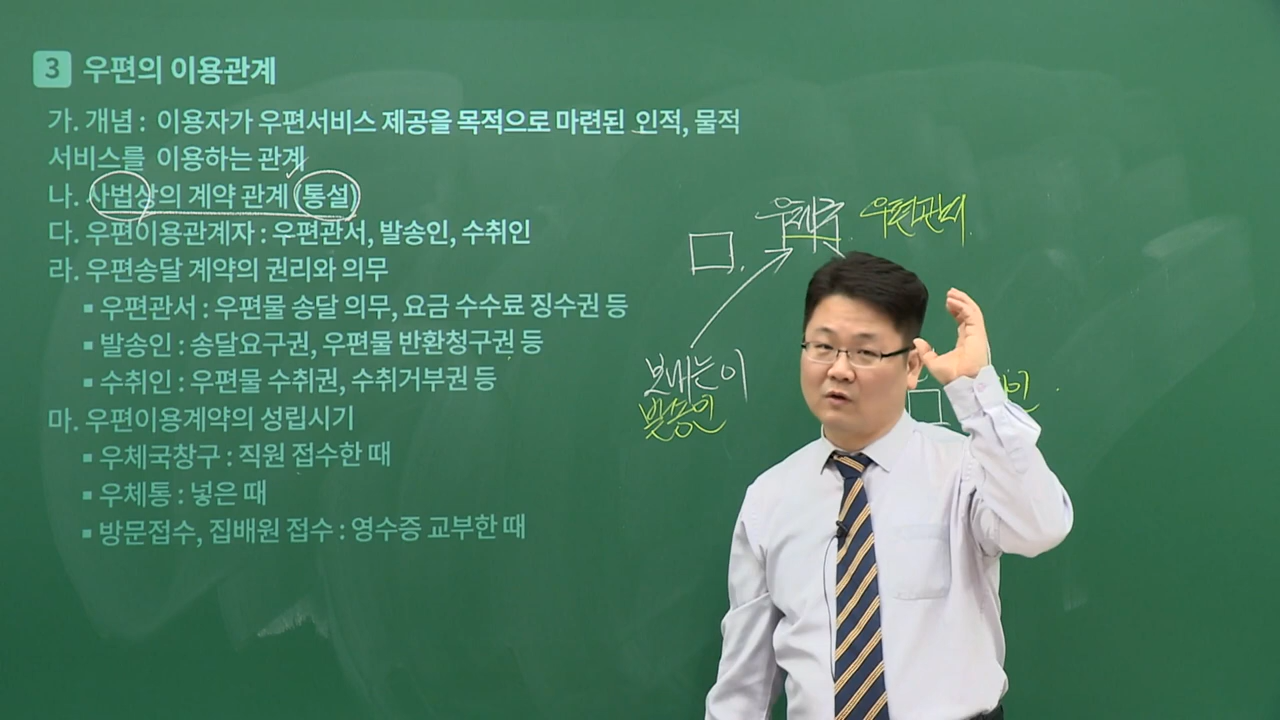 3 우편의 이용관계
가. 개념 : 이용자가 우편서비스 제공을 목적으로 마련된 인적, 물적
서비스를 이용하는 관계
나. 사법상의 계약 관계 (통설)
다. 우편이용관계자 : 우편관서, 발송인, 수취인
라. 우편송달 계약의 권리와 의무
▪ 우편관서 : 우편물 송달 의무, 요금 수수료 징수권 등
▪ 발송인 : 송달요구권, 우편물 반환청구권 등
▪ 수취인 : 우편물 수취권, 수취거부권 등
마. 우편이용계약의 성립시기
▪ 우체국창구 : 직원 접수한 때
▪ 우체통 : 넣은 때
▪ 방문접수, 집배원 접수 : 영수증 교부한 때
우체국 우편관서
보내는이
발송인
인